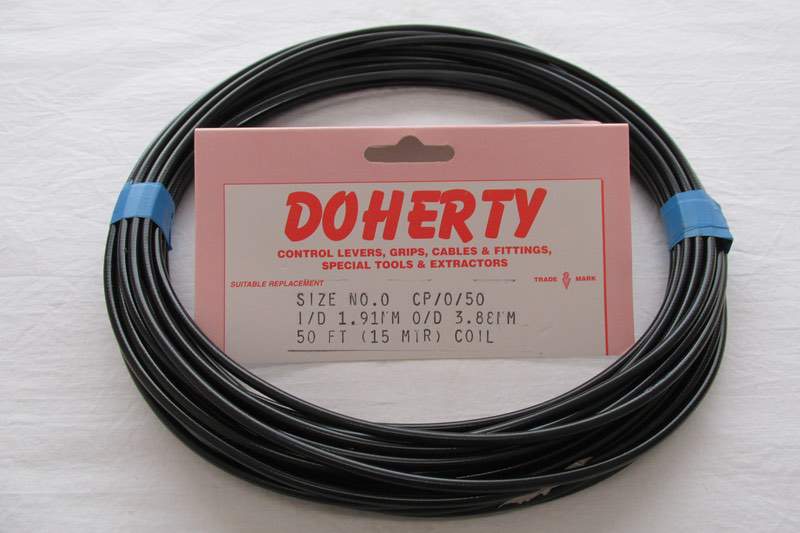 DOHERTY
CONTROL LEVERS, GRIPS, CABLES & FITTINGS,
SPECIAL TOOLS & EXTRACTORS
SUITABLE REPLACEMENT TRADE MARK
SIZE NO.0 CP/0/50
I/D 1.91MM O/D 3.88MM
50 FT (15 MTR) COIL